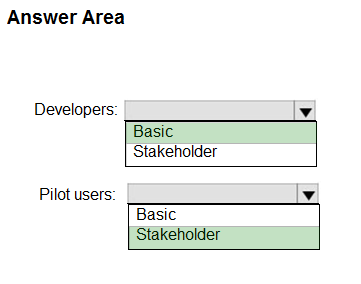 Answer Area
Developers:
Basic
Stakeholder
Pilot users:
Basic
Stakeholder